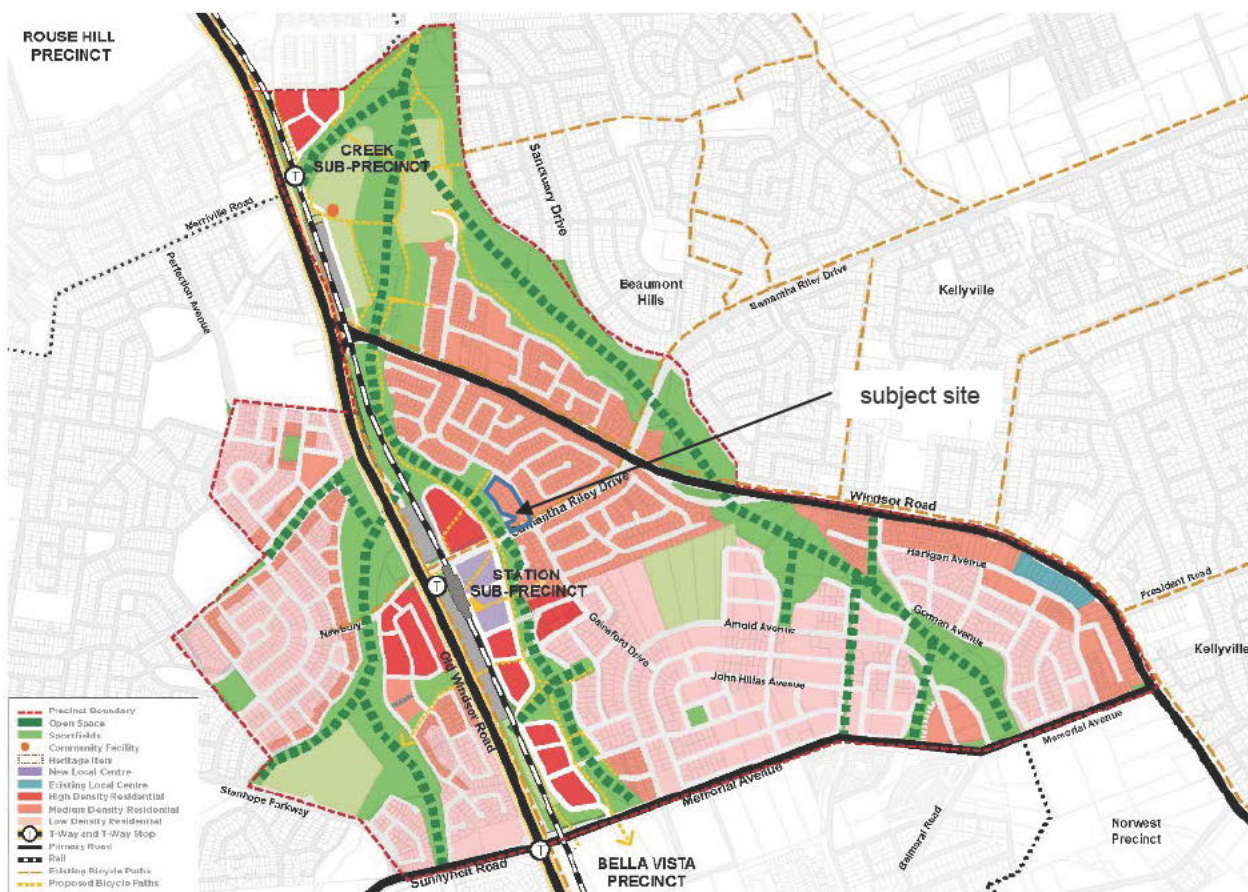 ROUSE HILL
PRECINCT
CREEK
SUB-PRECINCT
T
Merriville Road
Perfection Avenue
Sanctuary Drive
Beaumont
Hills
Samantha Riley Drive
Kellyville
subject site
Samantha Riley Drive
Windsor Road
Hartigan Avenue
President Road
STATION
SUB-PRECINCT
T
Newbury
Old Windsor Road
Gainsford Drive
Arnold Avenue
Gorman Avenue
Kellyville
John Hillas Avenue
Memorial Avenue
Memorial Avenue
Stanhope Parkway
Balmoral Road
Norwest
Precinct
T
BELLA VISTA
PRECINCT
Sunnyholt Road
Precinct Boundary
Open Space
Sportfields
Community Facility
Heritage Item
New Local Centre
Existing Local Centre
High Density Residential
Medium Density Residential
Low Density Residential
T T-Way and T-Way Stop
Primary Road
Rail
Existing Bicycle Paths
Proposed Bicycle Paths